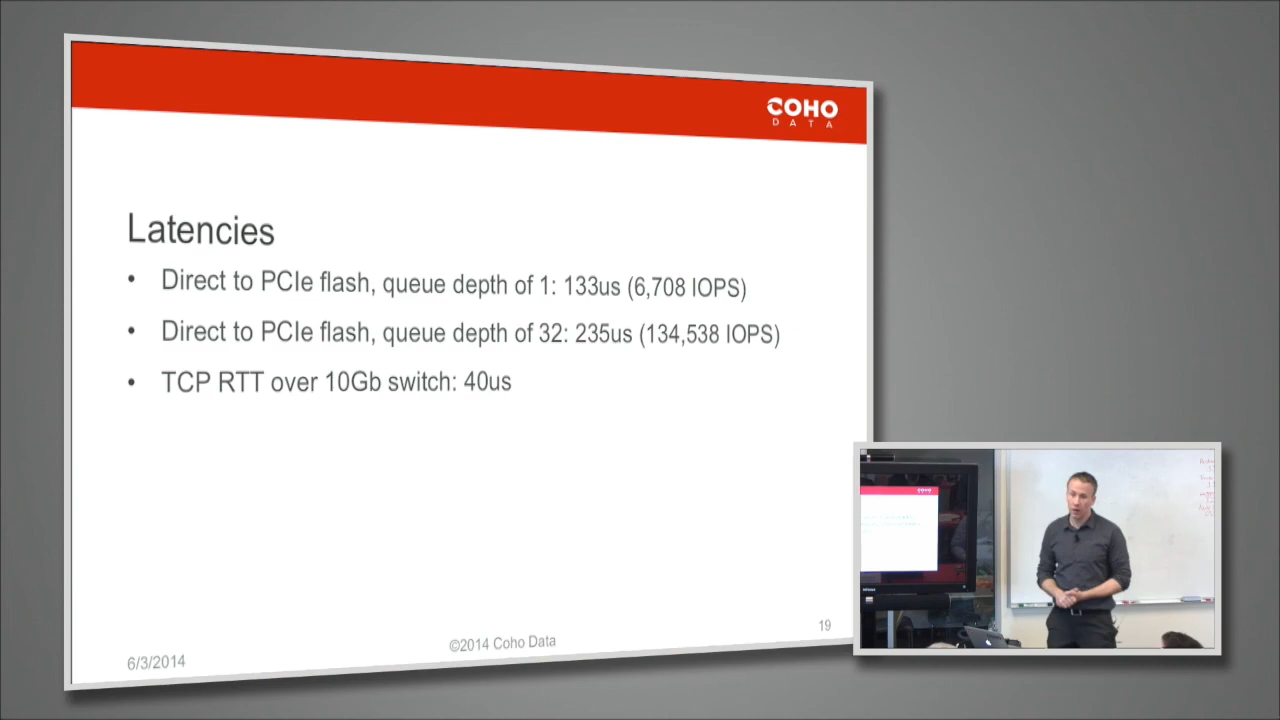 COHO
DATA
Latencies
• Direct to PCIe flash, queue depth of 1: 133us (6,708 IOPS)
• Direct to PCIe flash, queue depth of 32: 235us (134,538 IOPS)
• TCP RTT over 10Gb switch: 40us
6/3/2014
©2014 Coho Data
19